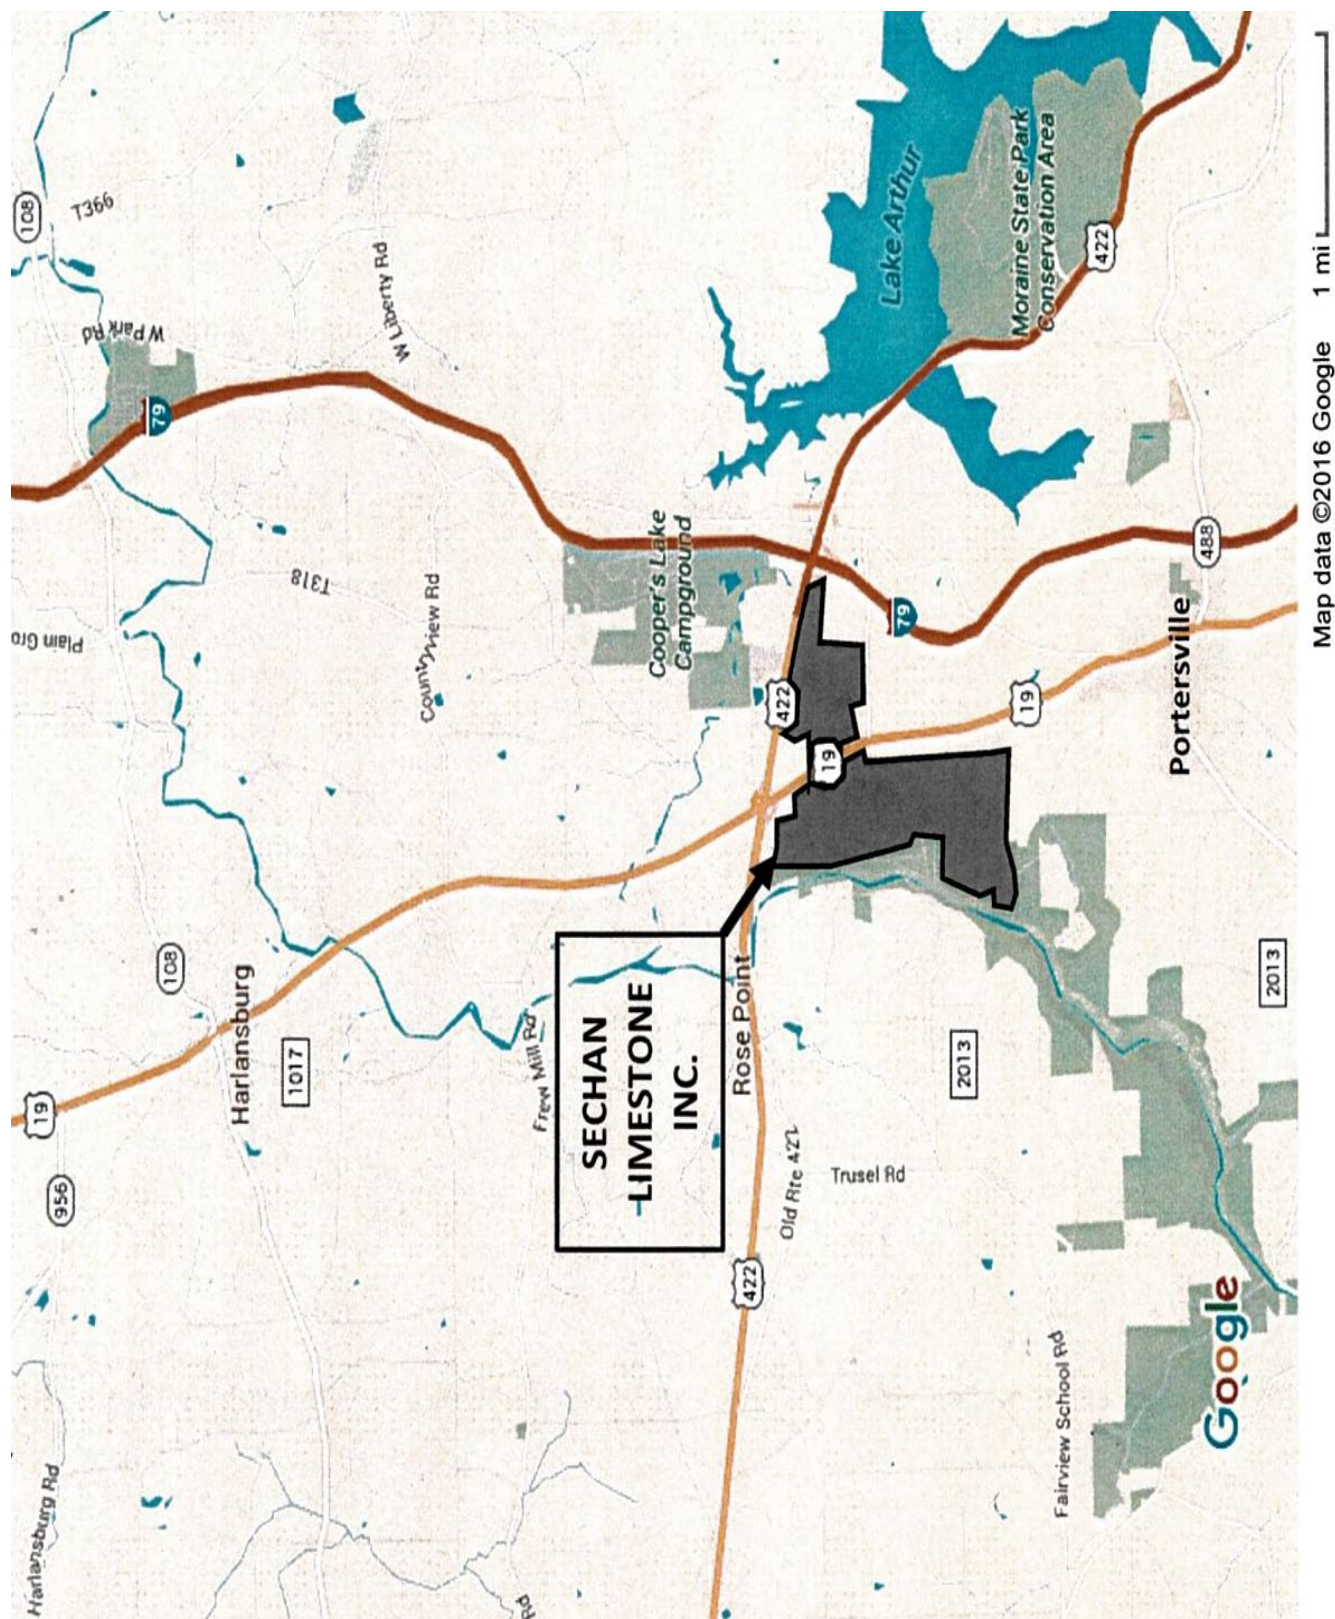 Harlansburg Rd
956
19
Plain Gro
108
T366
108
W Park Rd
79
Harlansburg
1017
T318
W Liberty Rd
Rd
Frew Mill Rd
Countyview Rd
SECHAN
LIMESTONE
INC.
Cooper's Lake
Campground
422
Rose Point
422
Old Rte 422
19
Trusel Rd
79
Lake Arthur
2013
19
Moraine State Park
Conservation Area
Fairview School Rd
422
Portersville
488
Google
2013
Map data ©2016 Google
1 mi